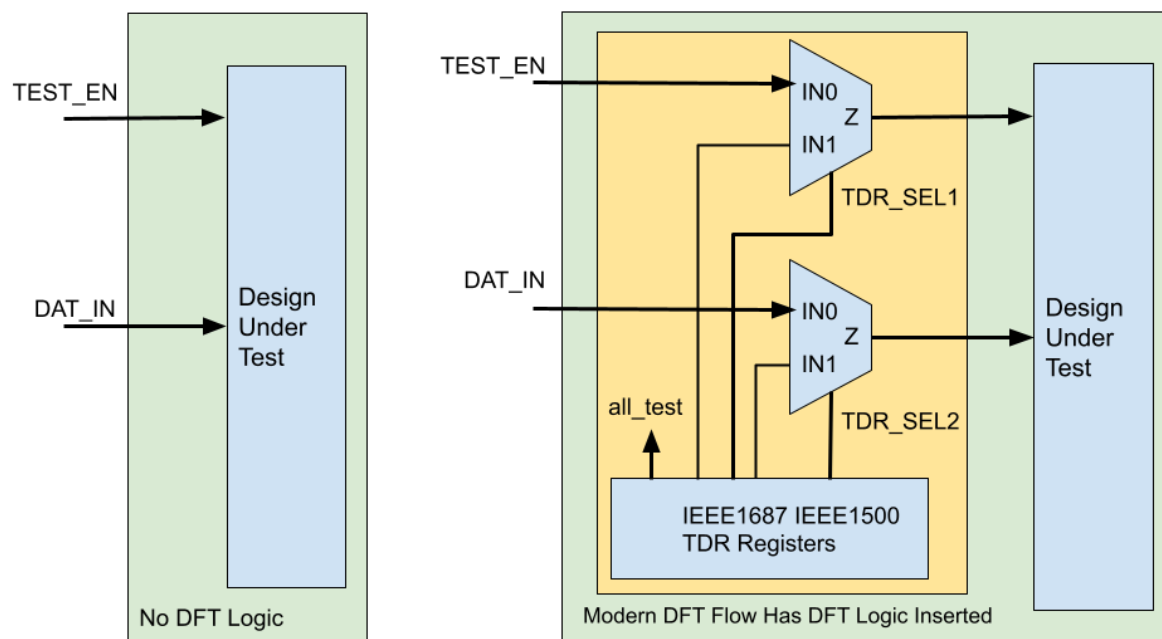 TEST_EN
DAT_IN
Design
Under
Test
No DFT Logic
TEST_EN
IN0
Z
IN1
TDR_SEL1
DAT_IN
IN0
Z
IN1
TDR_SEL2
all_test
IEEE1687 IEEE1500
TDR Registers
Design
Under
Test
Modern DFT Flow Has DFT Logic Inserted